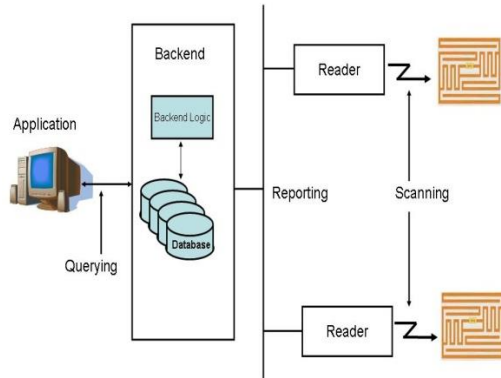 Backend
Reader
Backend Logic
Application
Database
Querying
Reporting
Scanning
Reader